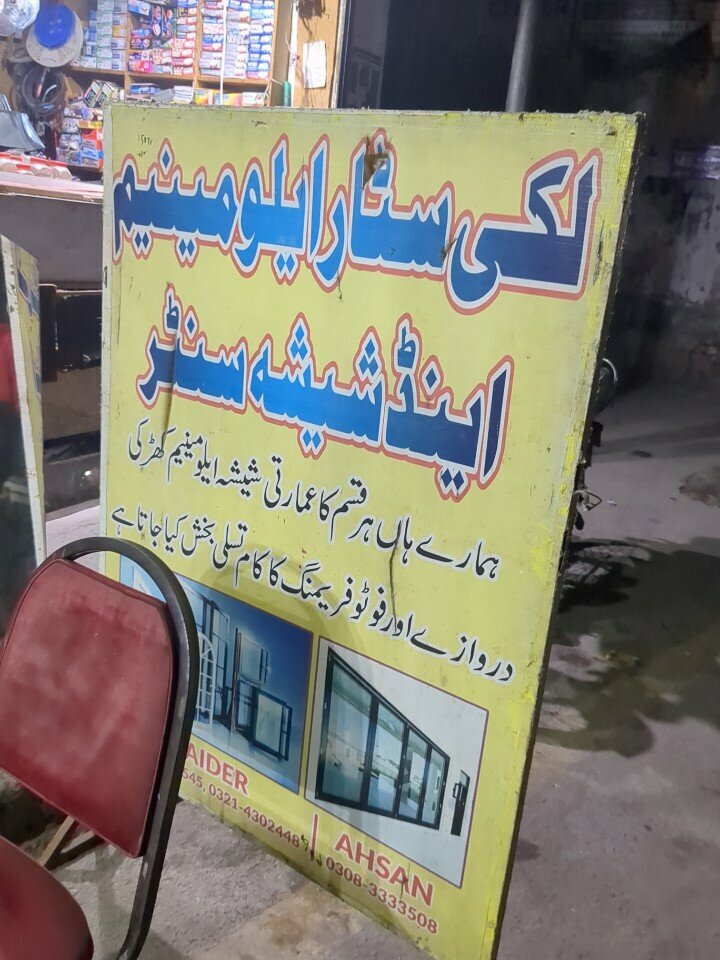 لکی سٹار ایلومینیم
اینڈ شیشہ سنٹر
ہمارے ہاں ہر قسم کا عمارتی شیشہ ایلومینیم کھڑکی
دروازے اور فوٹو فریمنگ کا کام تسلی بخش کیا جاتا ہے
AIDER
645, 0321-4302448
AHSAN
0308-3333508